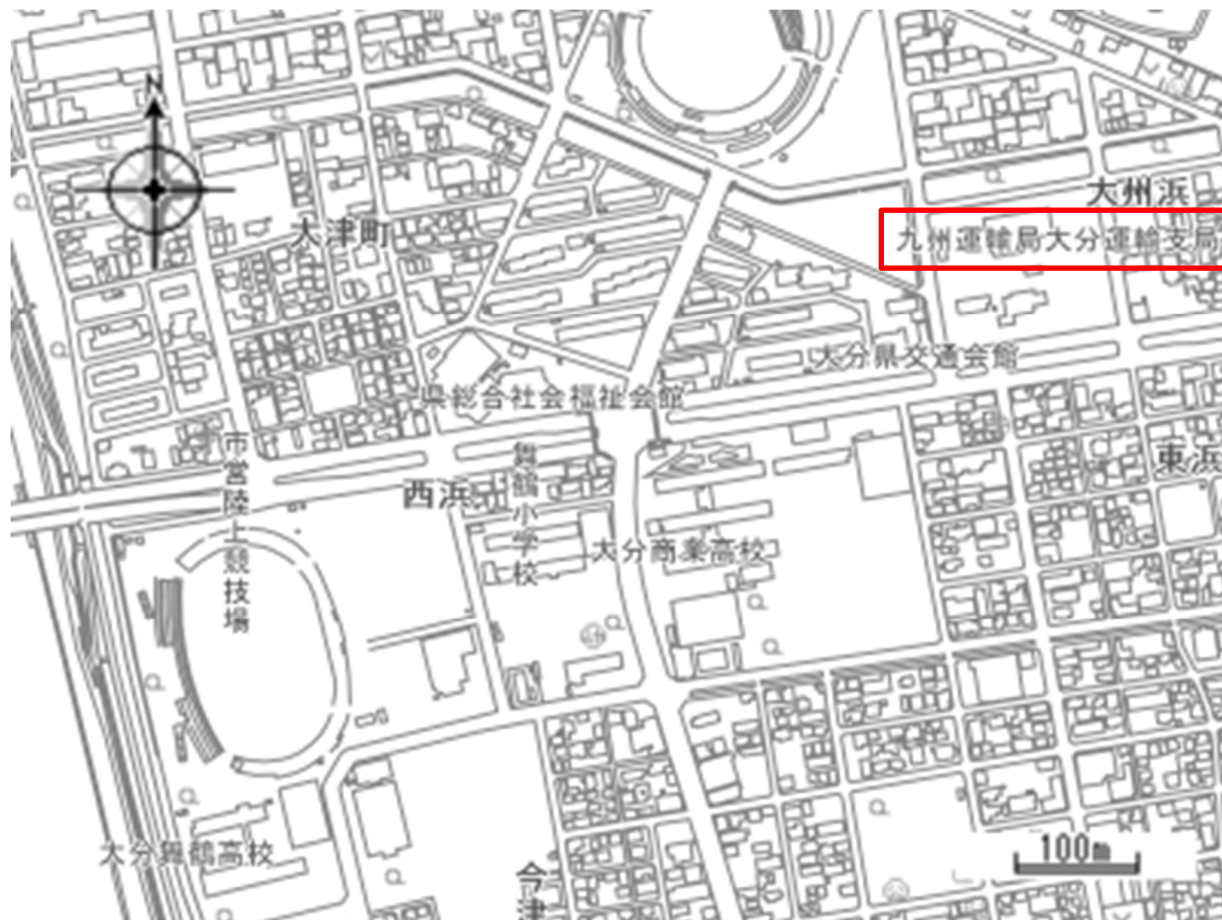 N
大州浜
九州運輸局大分運輸支局
大津町
大分県交通会館
県総合社会福祉会館
市営陸上競技場
舞鶴小学校
東浜
西浜
大分商業高校
大分舞鶴高校
今津
100m